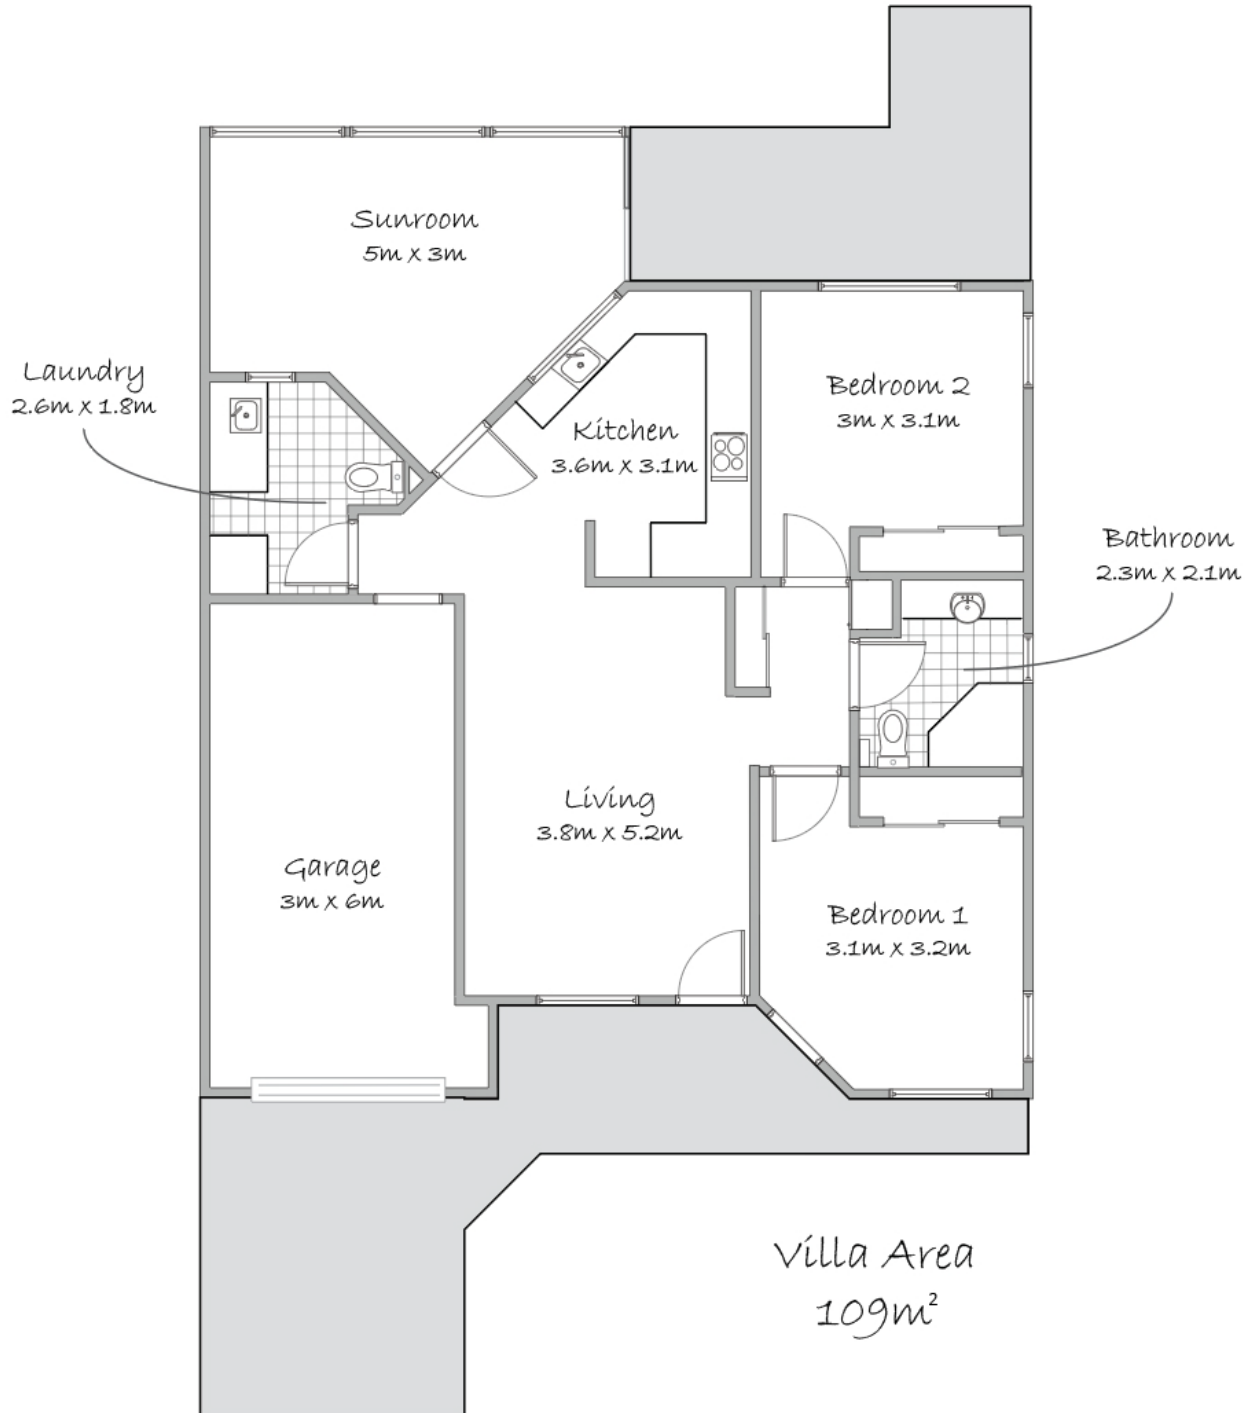 Sunroom
5m x 3m
Laundry
2.6m x 1.8m
Kitchen
3.6m x 3.1m
Bedroom 2
3m x 3.1m
Bathroom
2.3m x 2.1m
Living
3.8m x 5.2m
Garage
3m x 6m
Bedroom 1
3.1m x 3.2m
Villa Area
109m²